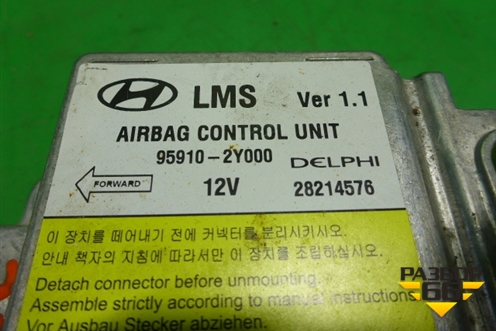 LMS Ver 1.1
AIRBAG CONTROL UNIT
95910-2Y000 DELPHI
FORWARD 12V 28214576
이 장치를 떼어내기 전에 커넥터를 분리시키시오.
안내 책자의 지침에 따라서만 이 장치를 조립하십시오.
Detach connector before unmounting.
Assemble strictly according to manual instructions
Vor Ausbau Stecker abziehen.
РАЗБОР
66